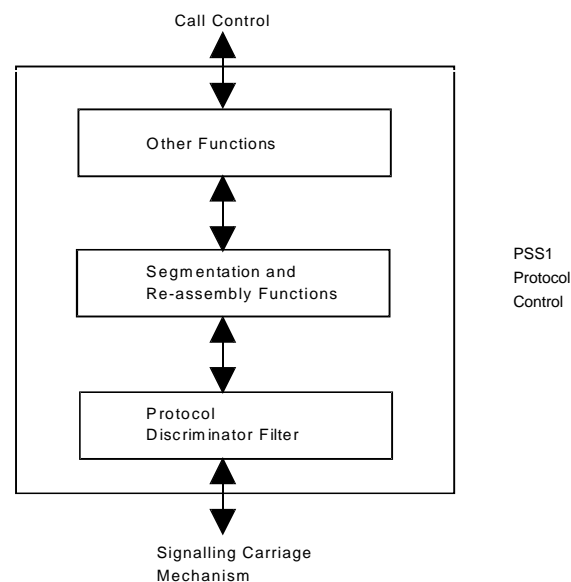 Call Control
Other Functions
Segmentation and
Re-assembly Functions
PSS1
Protocol
Control
Protocol
Discriminator Filter
Signalling Carriage
Mechanism